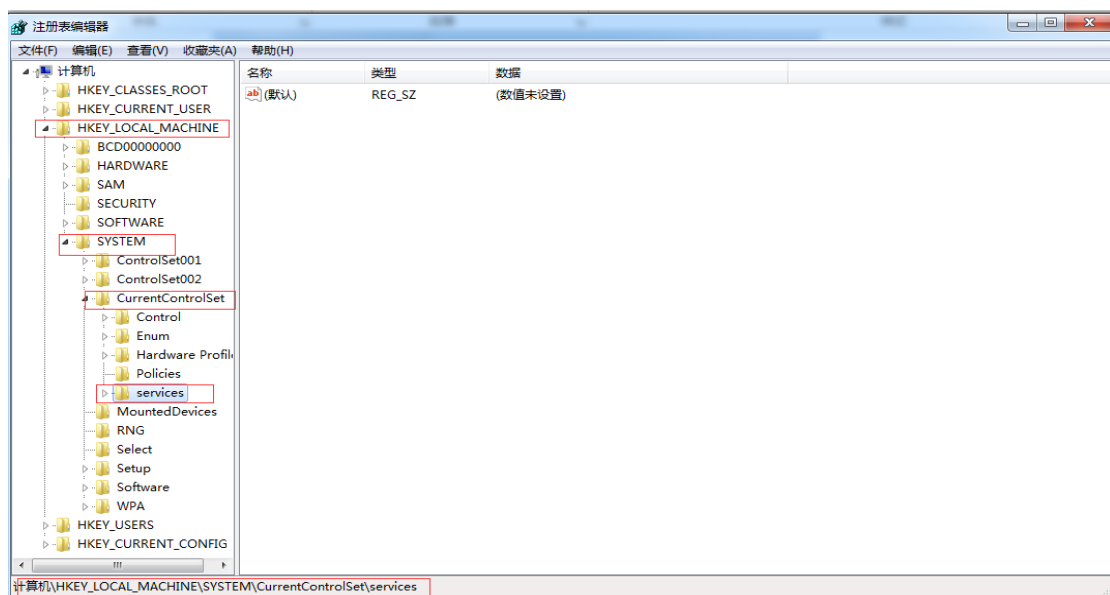 注册表编辑器
文件(F) 编辑(E) 查看(V) 收藏夹(A) 帮助(H)
计算机
HKEY_CLASSES_ROOT
HKEY_CURRENT_USER
HKEY_LOCAL_MACHINE
BCD00000000
HARDWARE
SAM
SECURITY
SOFTWARE
SYSTEM
ControlSet001
ControlSet002
CurrentControlSet
Control
Enum
Hardware Profil
Policies
services
MountedDevices
RNG
Select
Setup
Software
WPA
HKEY_USERS
HKEY_CURRENT_CONFIG
名称 类型 数据
ab (默认) REG_SZ (数值未设置)
计算机\HKEY_LOCAL_MACHINE\SYSTEM\CurrentControlSet\services